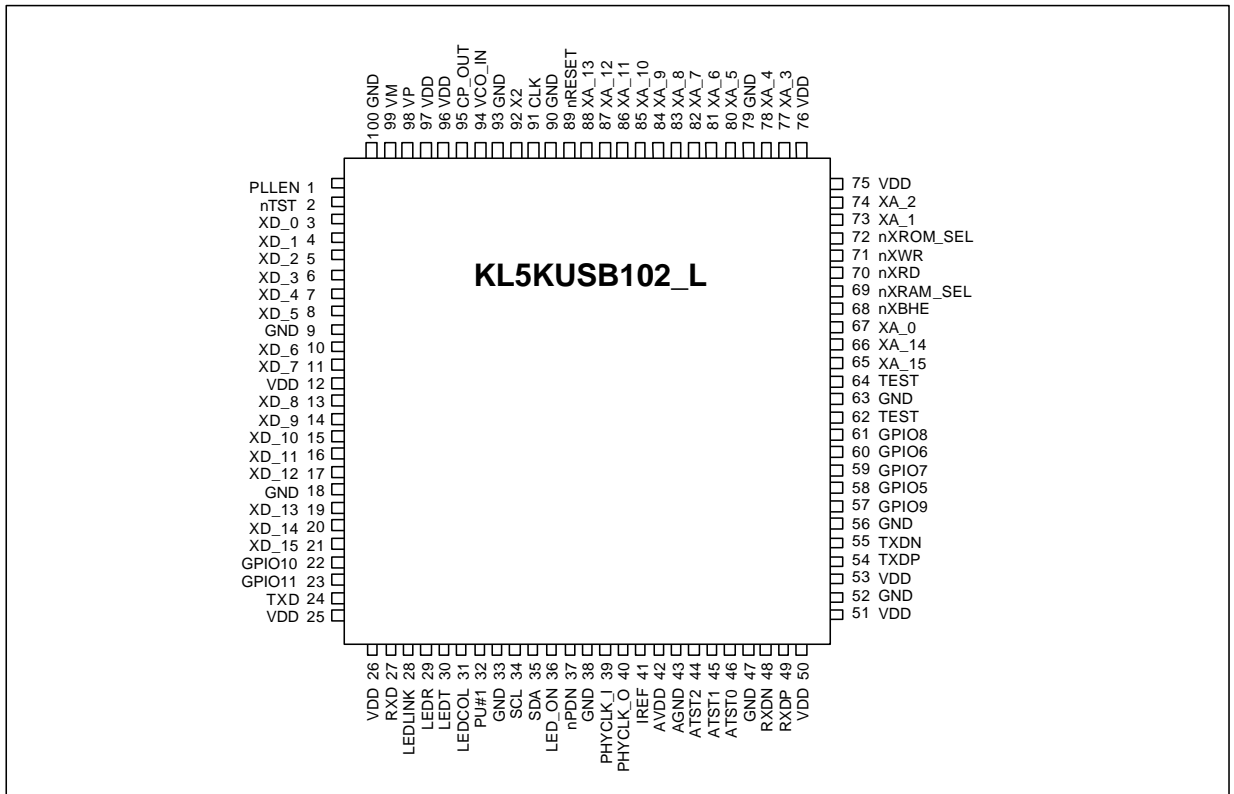 100 GND
99 VM
98 VP
97 VDD
96 VDD
95 CP_OUT
94 VCO_IN
93 GND
92 X2
91 CLK
90 GND
89 nRESET
88 XA_13
87 XA_12
86 XA_11
85 XA_10
84 XA_9
83 XA_8
82 XA_7
81 XA_6
80 XA_5
79 GND
78 XA_4
77 XA_3
76 VDD
PLLEN 1
nTST 2
XD_0 3
XD_1 4
XD_2 5
XD_3 6
XD_4 7
XD_5 8
GND 9
XD_6 10
XD_7 11
VDD 12
XD_8 13
XD_9 14
XD_10 15
XD_11 16
XD_12 17
GND 18
XD_13 19
XD_14 20
XD_15 21
GPIO10 22
GPIO11 23
TXD 24
VDD 25
KL5KUSB102_L
75 VDD
74 XA_2
73 XA_1
72 nXROM_SEL
71 nXWR
70 nXRD
69 nXRAM_SEL
68 nXBHE
67 XA_0
66 XA_14
65 XA_15
64 TEST
63 GND
62 TEST
61 GPIO8
60 GPIO6
59 GPIO7
58 GPIO5
57 GPIO9
56 GND
55 TXDN
54 TXDP
53 VDD
52 GND
51 VDD
VDD 26
RXD 27
LEDLINK 28
LEDR 29
LEDT 30
LEDCOL 31
PU#1 32
GND 33
SCL 34
SDA 35
LED_ON 36
nPDN 37
GND 38
PHYCLK_I 39
PHYCLK_O 40
IREF 41
AVDD 42
AGND 43
ATST2 44
ATST1 45
ATST0 46
GND 47
RXDN 48
RXDP 49
VDD 50